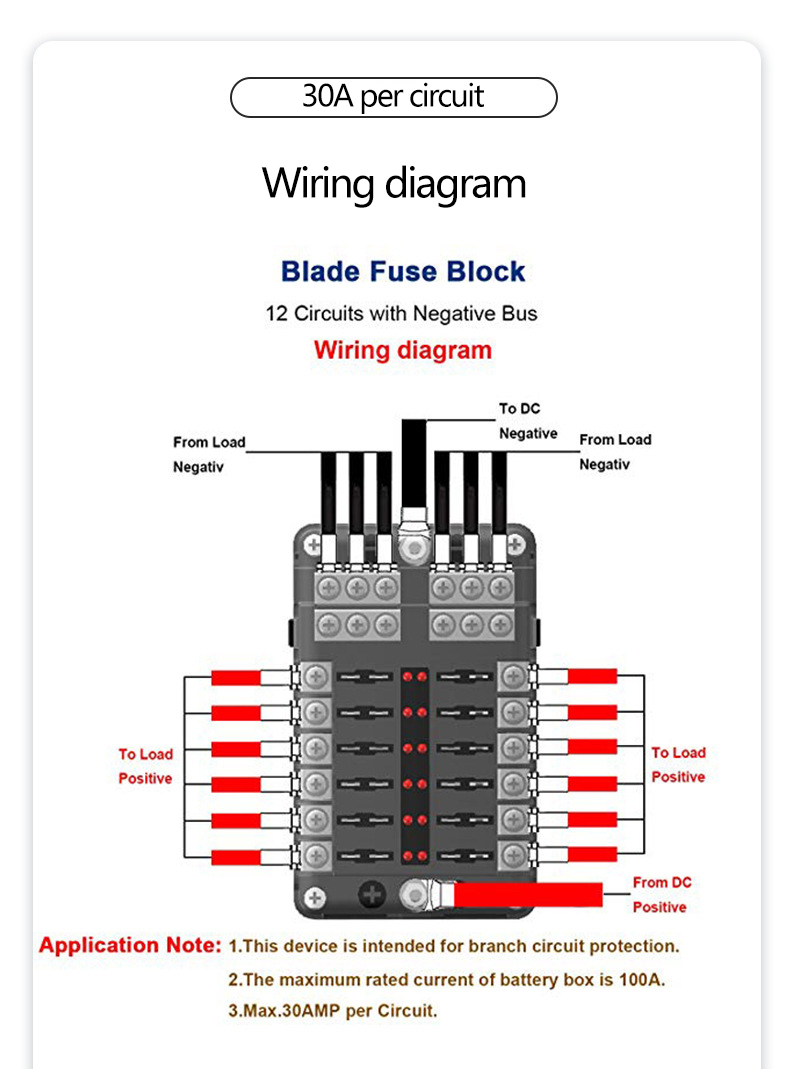 30A per circuit
Wiring diagram
Blade Fuse Block
12 Circuits with Negative Bus
Wiring diagram
To DC
Negative
From Load
Negativ
From Load
Negativ
To Load
Positive
To Load
Positive
From DC
Positive
Application Note: 1.This device is intended for branch circuit protection.
2.The maximum rated current of battery box is 100A.
3.Max.30AMP per Circuit.